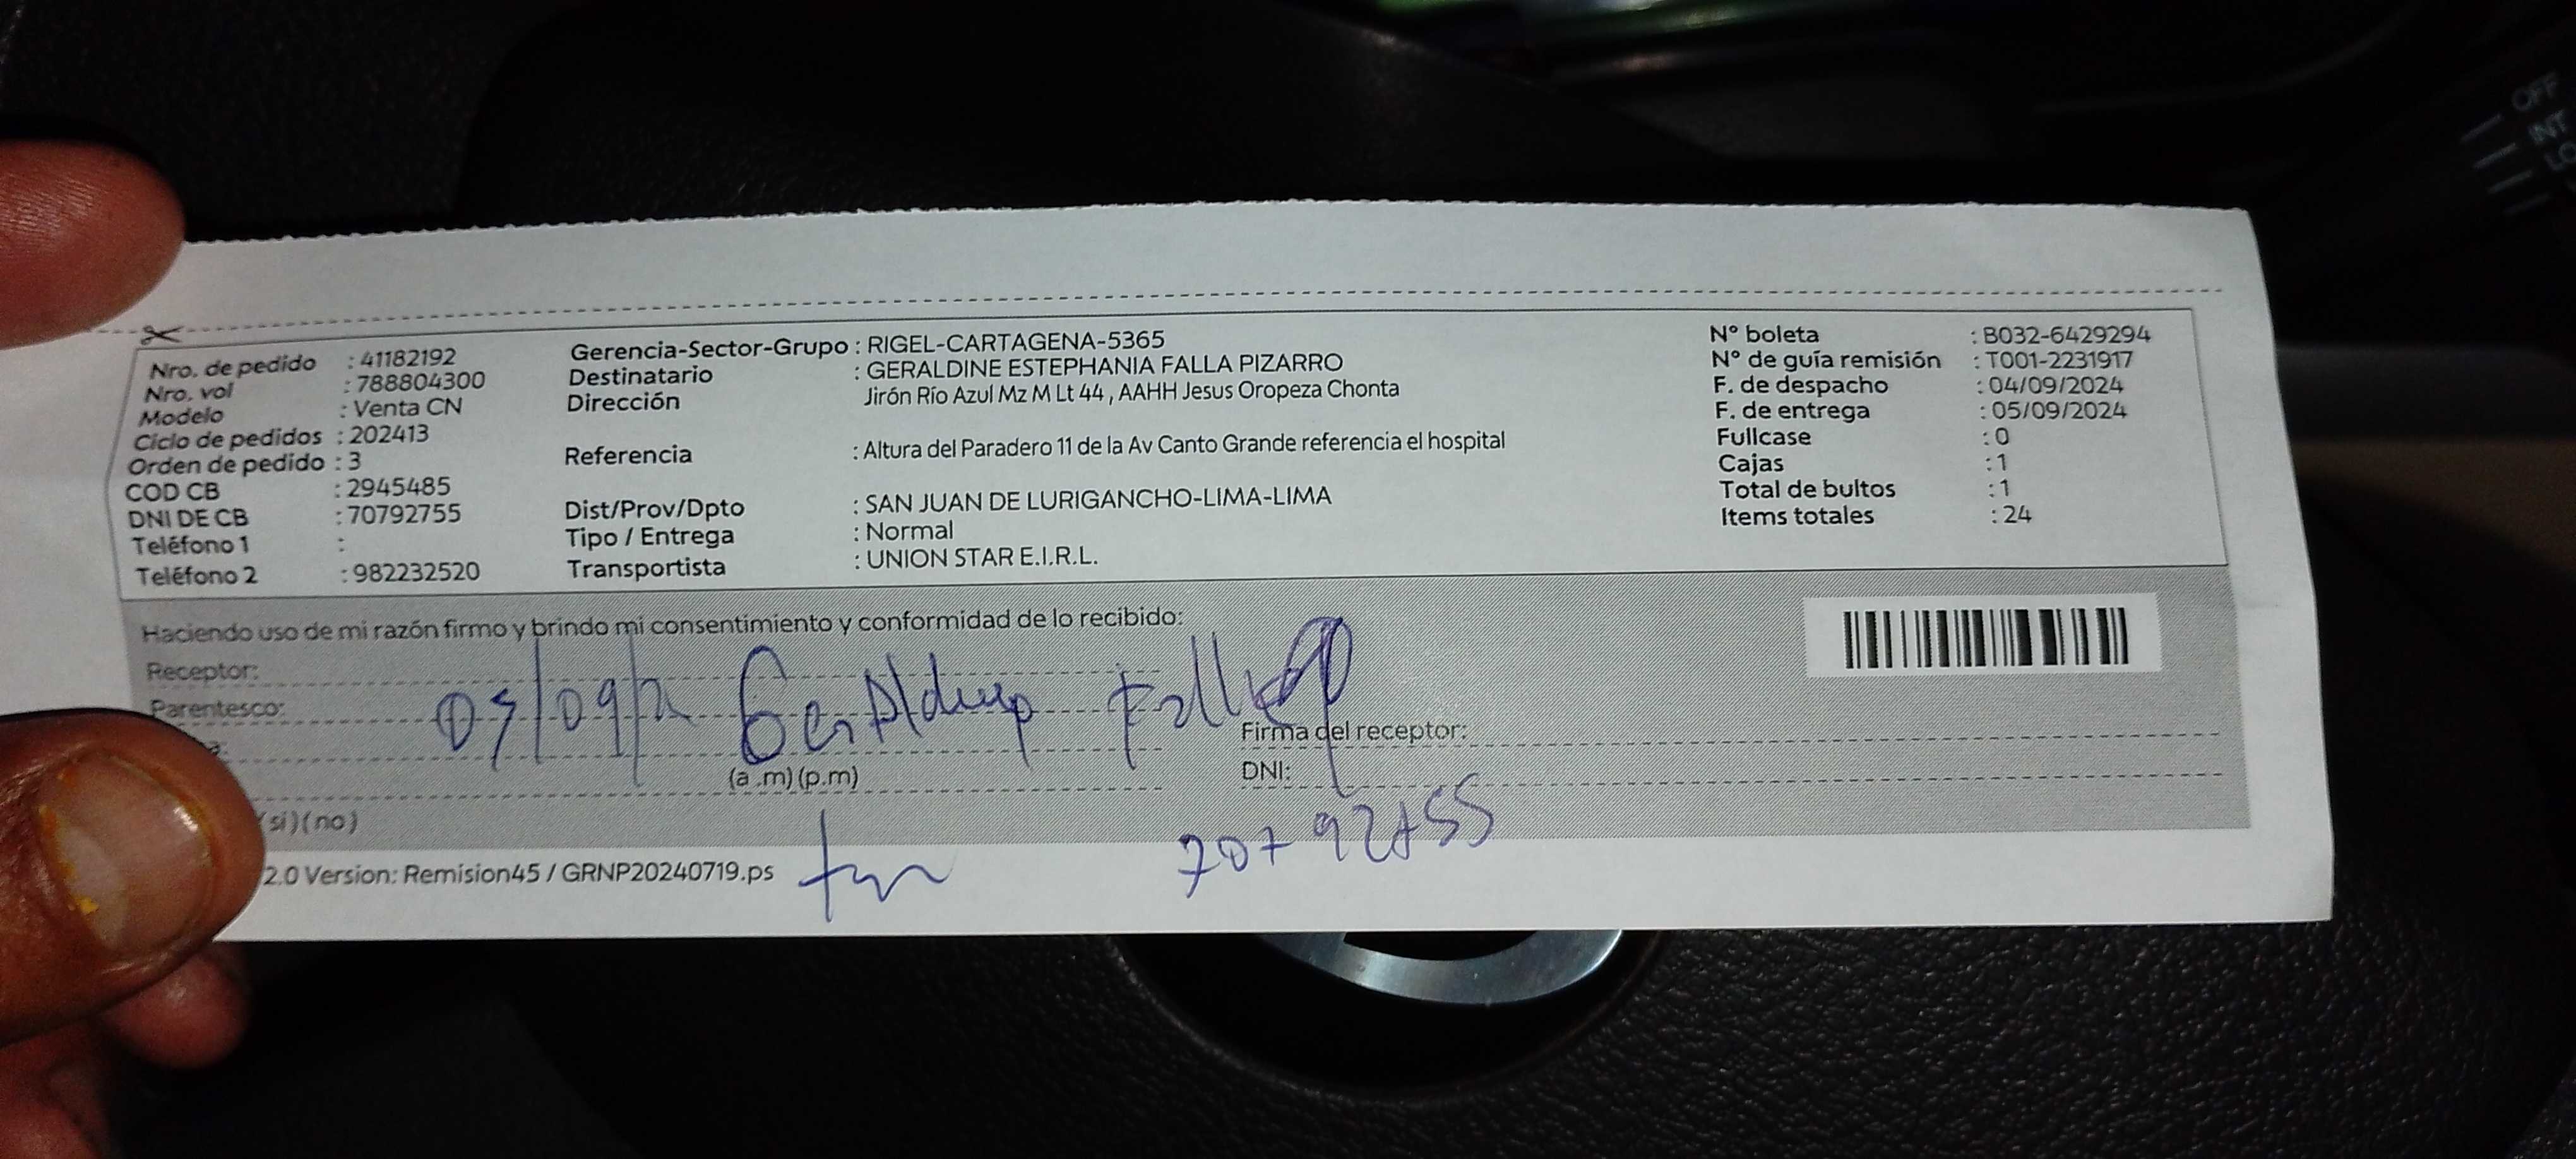 OFF
INT
LO
Nro. de pedido : 41182192
Nro. vol : 788804300
Modelo : Venta CN
Ciclo de pedidos : 202413
Orden de pedido : 3
COD CB : 2945485
DNI DE CB : 70792755
Teléfono 1 :
Teléfono 2 : 982232520
Gerencia-Sector-Grupo : RIGEL-CARTAGENA-5365
Destinatario : GERALDINE ESTEPHANIA FALLA PIZARRO
Dirección Jirón Río Azul Mz M Lt 44 , AAHH Jesus Oropeza Chonta
Referencia : Altura del Paradero 11 de la Av Canto Grande referencia el hospital
Dist/Prov/Dpto : SAN JUAN DE LURIGANCHO-LIMA-LIMA
Tipo / Entrega : Normal
Transportista : UNION STAR E.I.R.L.
N° boleta : B032-6429294
N° de guía remisión : T001-2231917
F. de despacho : 04/09/2024
F. de entrega : 05/09/2024
Fullcase : 0
Cajas : 1
Total de bultos : 1
Items totales : 24
Haciendo uso de mi razón firmo y brindo mi consentimiento y conformidad de lo recibido:
Receptor:
Parentesco:
Falla
Firma del receptor:
(a .m) (p.m)
DNI:
70792755
(si) (no)
2.0 Version: Remision45 / GRNP20240719.ps